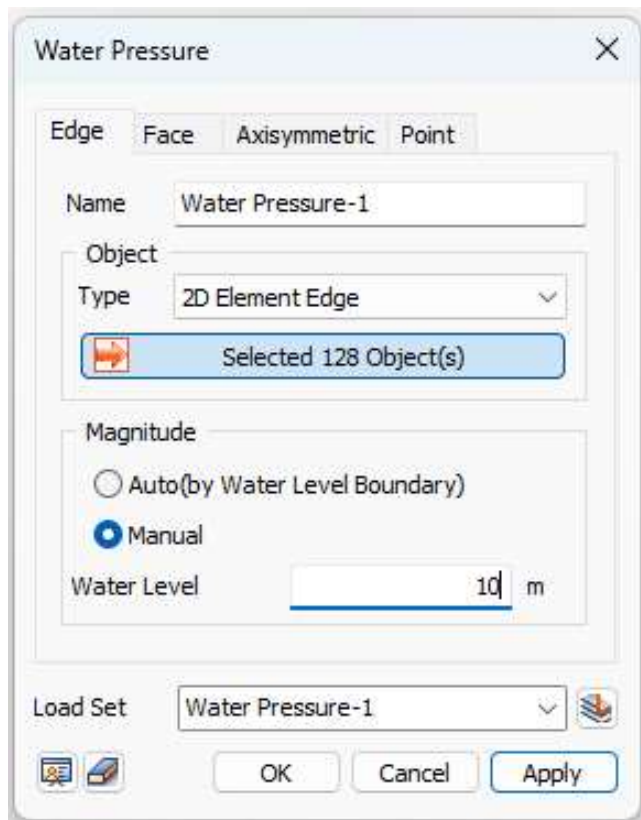 Water Pressure
Edge Face Axisymmetric Point
Name Water Pressure-1
Object
Type 2D Element Edge
Selected 128 Object(s)
Magnitude
Auto(by Water Level Boundary)
Manual
Water Level 10 m
Load Set Water Pressure-1
OK Cancel Apply